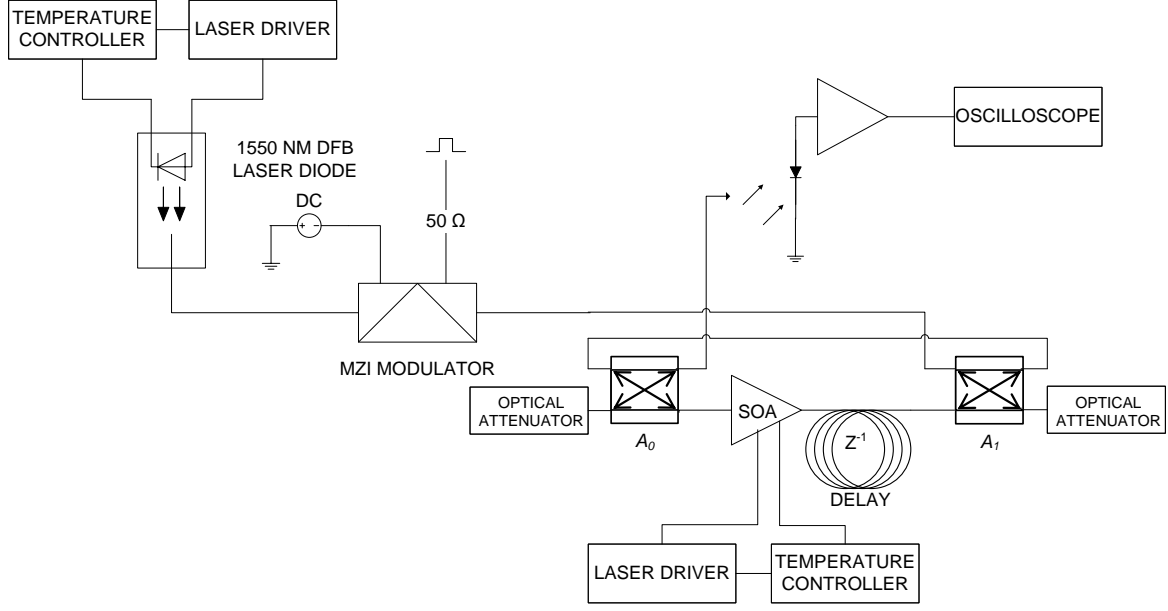 TEMPERATURE
CONTROLLER
LASER DRIVER
OSCILLOSCOPE
1550 NM DFB
LASER DIODE
DC
+ -
50 Ω
MZI MODULATOR
OPTICAL
ATTENUATOR
A0
SOA
Z-1
DELAY
A1
OPTICAL
ATTENUATOR
LASER DRIVER
TEMPERATURE
CONTROLLER